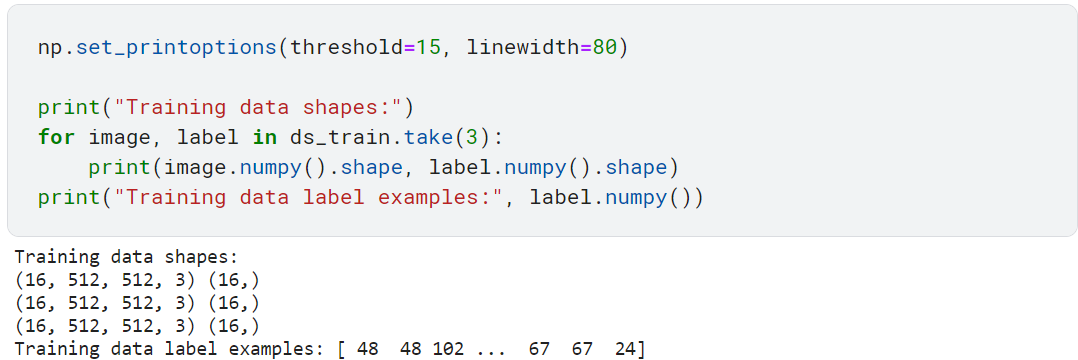 np.set_printoptions(threshold=15, linewidth=80)
print("Training data shapes:")
for image, label in ds_train.take(3):
    print(image.numpy().shape, label.numpy().shape)
print("Training data label examples:", label.numpy())
Training data shapes:
(16, 512, 512, 3) (16,)
(16, 512, 512, 3) (16,)
(16, 512, 512, 3) (16,)
Training data label examples: [ 48  48 102 ...  67  67  24]